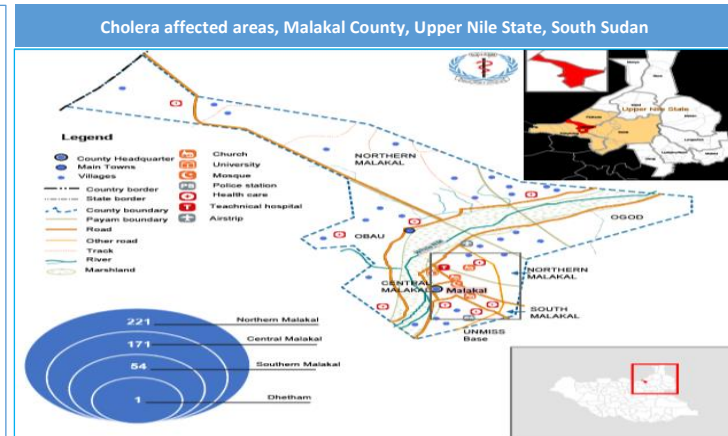 Cholera affected areas, Malakal County, Upper Nile State, South Sudan
Legend
County Headquarter
Main Towns
Villages
Country border
State border
County boundary
Payam boundary
Road
Other road
Track
River
Marshland
Church
University
Mosque
PS Police station
Health care
T Teachnical hospital
Airstrip
NORTHERN
MALAKAL
OBAU
OGOD
CENTRAL
MALAKAL
Malakal
NORTHERN
MALAKAL
SOUTH
MALAKAL
UNMISS
Base
Upper Nile State
221 Northern Malakal
171 Central Malakal
54 Southern Malakal
1 Dhetham